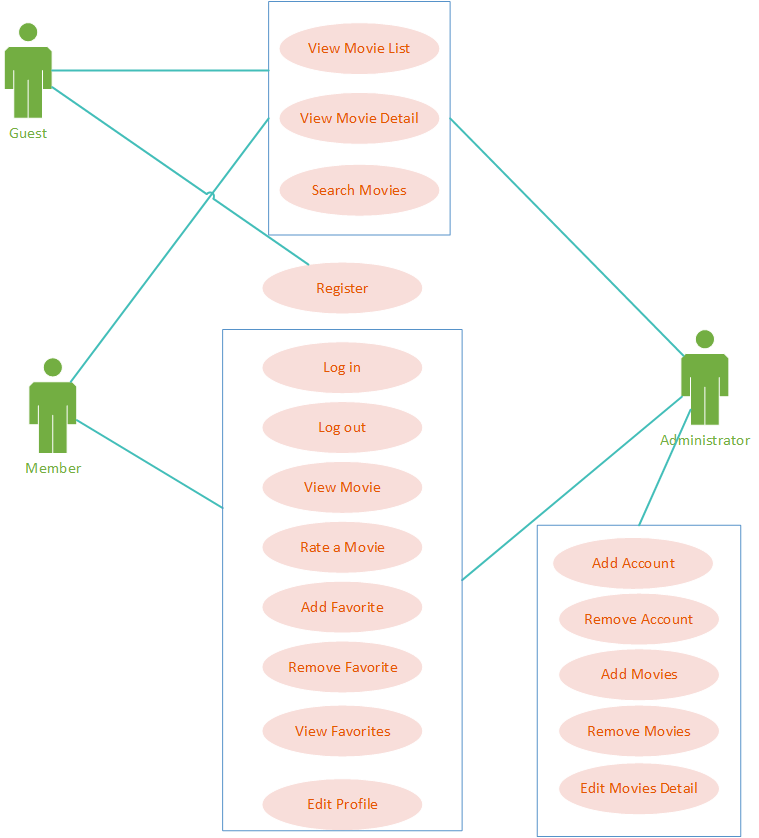 View Movie List
View Movie Detail
Guest
Search Movies
Register
Log in
Log out
Administrator
Member
View Movie
Rate a Movie
Add Account
Add Favorite
Remove Account
Remove Favorite
Add Movies
View Favorites
Remove Movies
Edit Movies Detail
Edit Profile